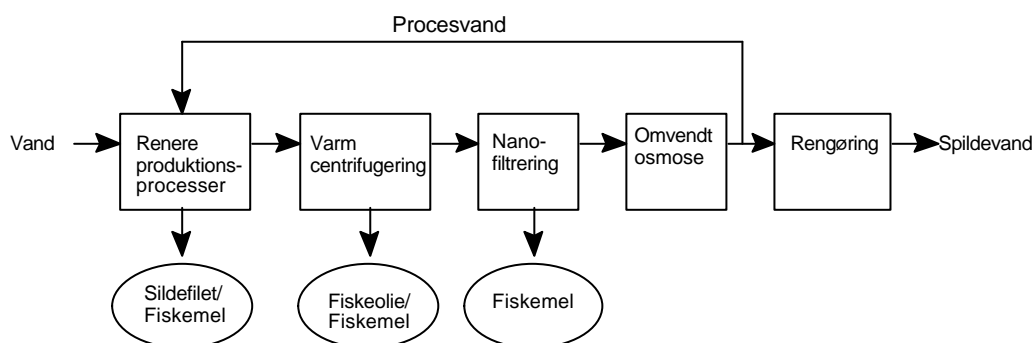 Procesvand
Vand
Renere
produktions-
processer
Varm
centrifugering
Nano-
filtrering
Omvendt
osmose
Rengøring
Spildevand
Sildefilet/
Fiskemel
Fiskeolie/
Fiskemel
Fiskemel